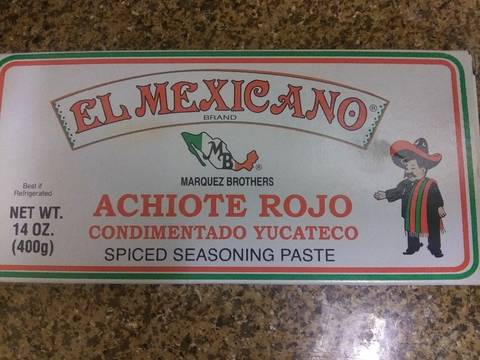 EL MEXICANO®
BRAND
MB®
MARQUEZ BROTHERS
Best if
Refrigerated
NET WT.
14 OZ.
(400g)
ACHIOTE ROJO
CONDIMENTADO YUCATECO
SPICED SEASONING PASTE